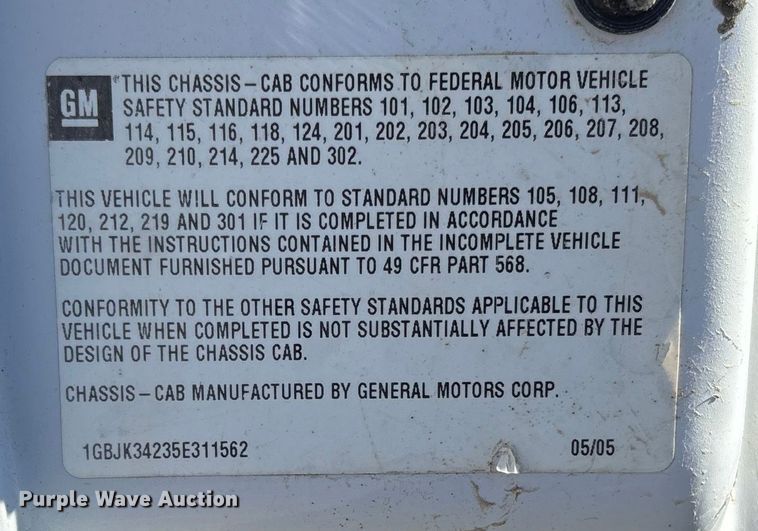 GM
THIS CHASSIS-CAB CONFORMS TO FEDERAL MOTOR VEHICLE
SAFETY STANDARD NUMBERS 101, 102, 103, 104, 106, 113,
114, 115, 116, 118, 124, 201, 202, 203, 204, 205, 206, 207, 208,
209, 210, 214, 225 AND 302.
THIS VEHICLE WILL CONFORM TO STANDARD NUMBERS 105, 108, 111,
120, 212, 219 AND 301 IF IT IS COMPLETED IN ACCORDANCE
WITH THE INSTRUCTIONS CONTAINED IN THE INCOMPLETE VEHICLE
DOCUMENT FURNISHED PURSUANT TO 49 CFR PART 568.
CONFORMITY TO THE OTHER SAFETY STANDARDS APPLICABLE TO THIS
VEHICLE WHEN COMPLETED IS NOT SUBSTANTIALLY AFFECTED BY THE
DESIGN OF THE CHASSIS CAB.
CHASSIS-CAB MANUFACTURED BY GENERAL MOTORS CORP.
1GBJK34235E311562 05/05
Purple Wave Auction